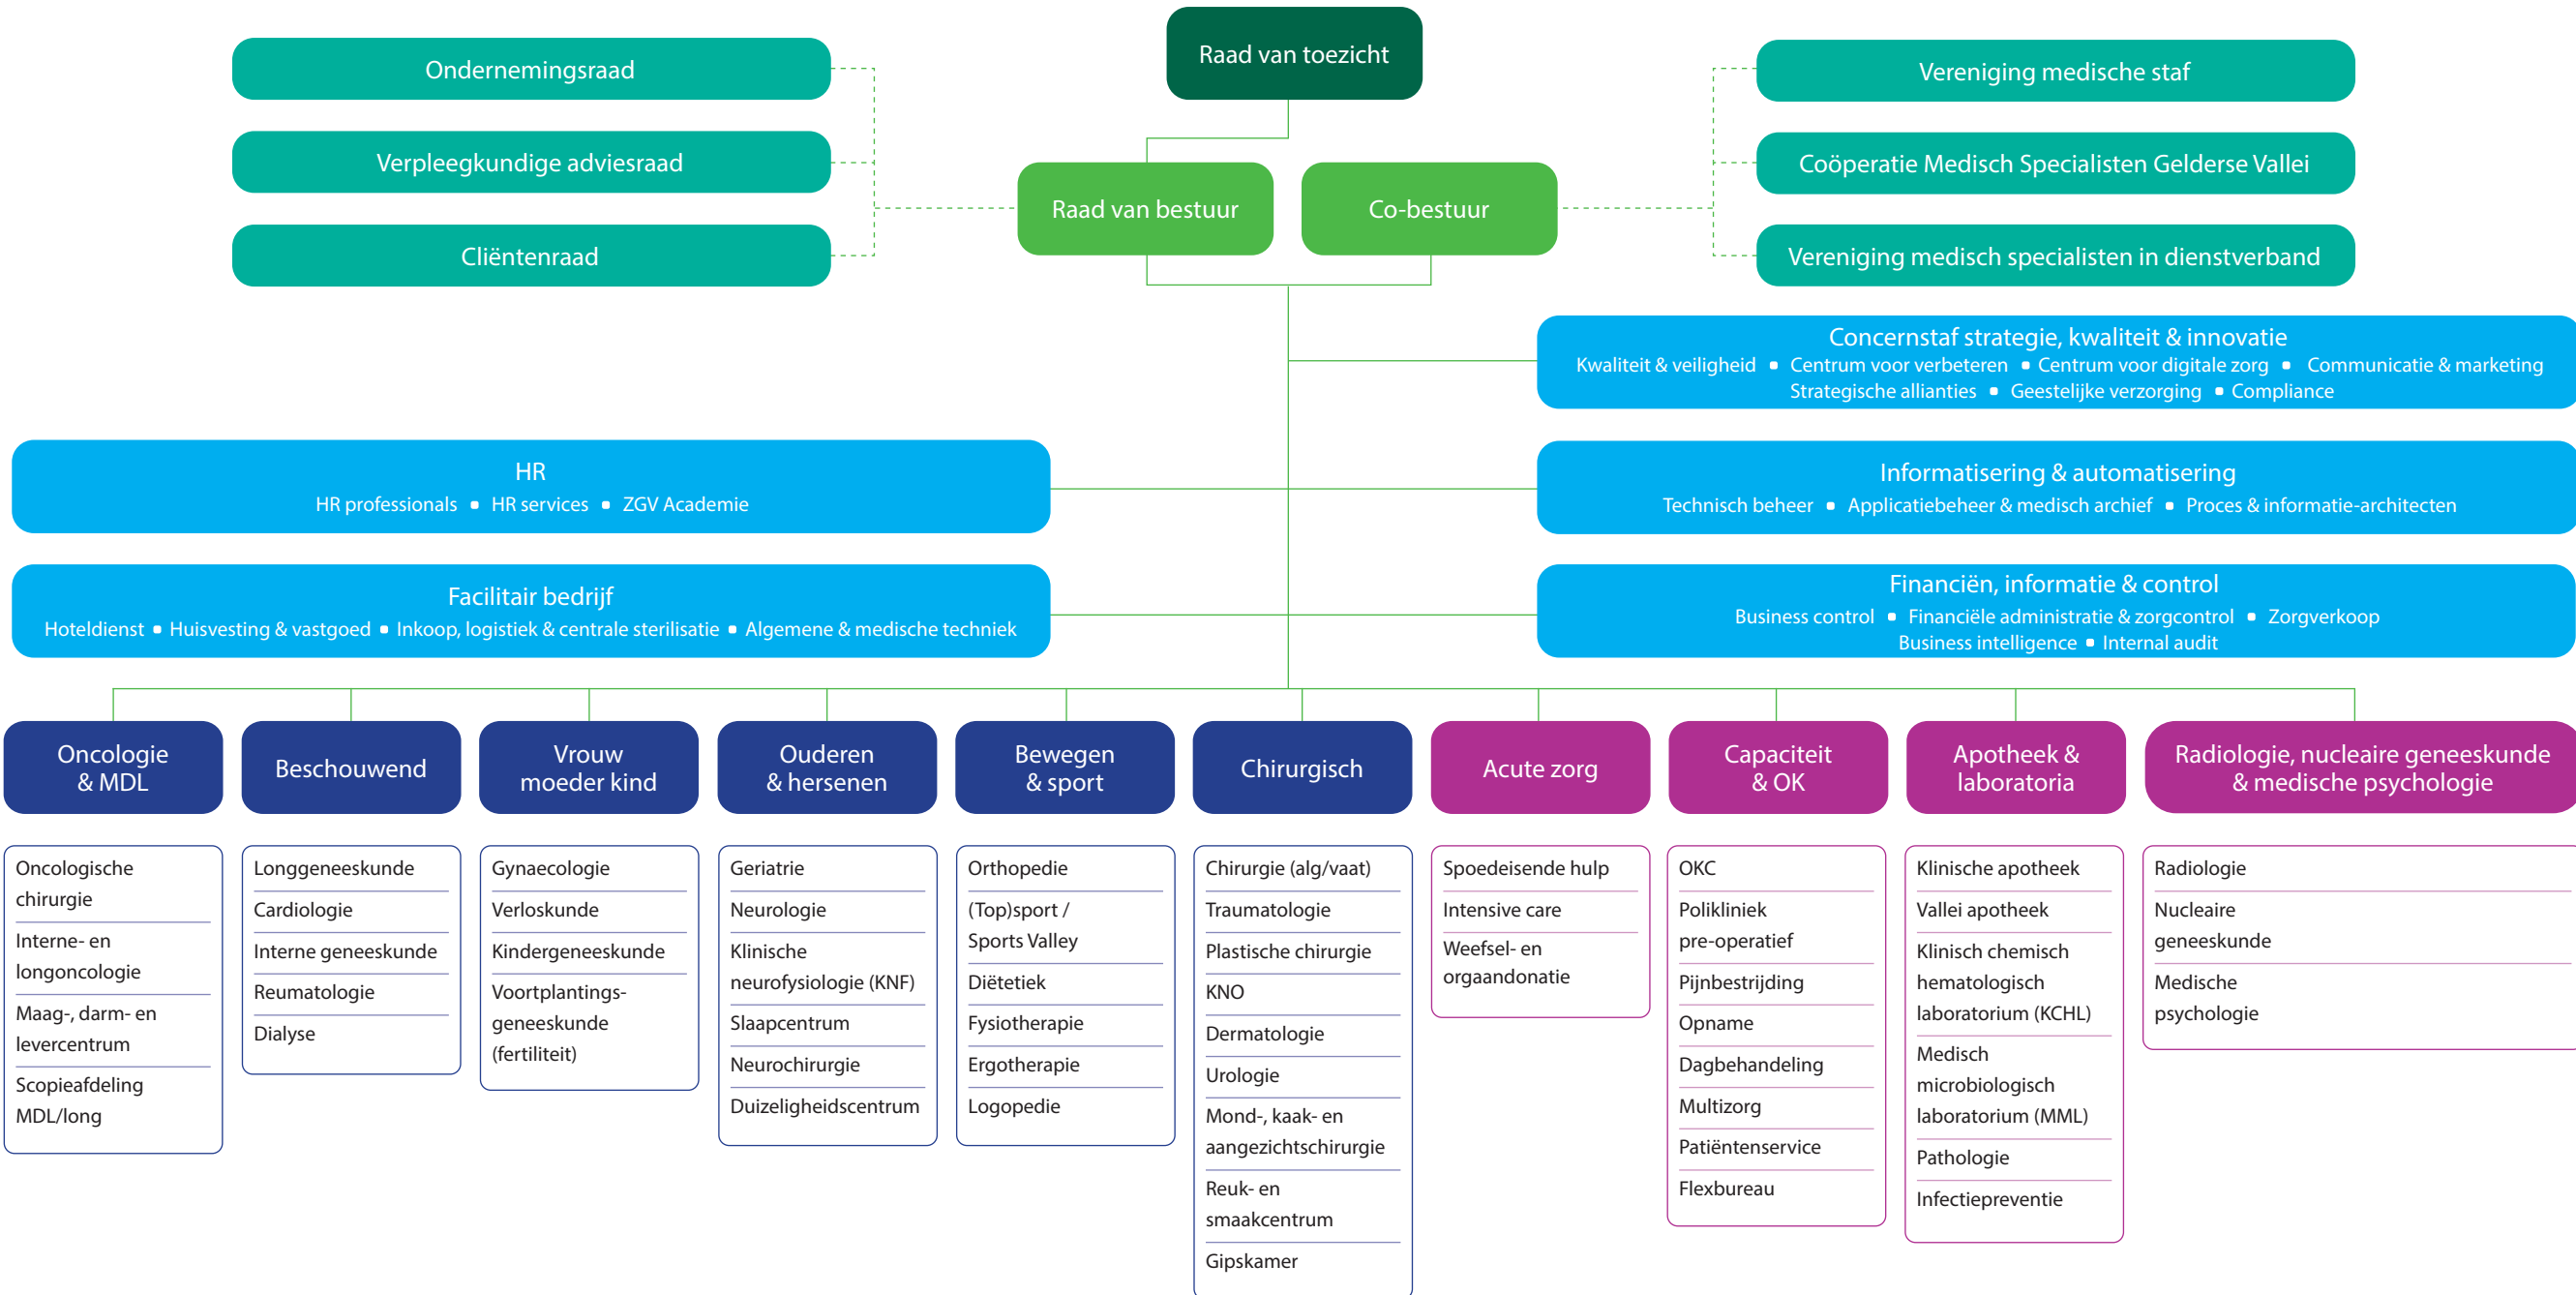 Raad van toezicht
Ondernemingsraad
Verpleegkundige adviesraad
Cliëntenraad
Raad van bestuur
Co-bestuur
Vereniging medische staf
Coöperatie Medisch Specialisten Gelderse Vallei
Vereniging medisch specialisten in dienstverband
Concernstaf strategie, kwaliteit & innovatie
Kwaliteit & veiligheid ▪ Centrum voor verbeteren ▪ Centrum voor digitale zorg ▪ Communicatie & marketing
Strategische allianties ▪ Geestelijke verzorging ▪ Compliance
HR
HR professionals ▪ HR services ▪ ZGV Academie
Informatisering & automatisering
Technisch beheer ▪ Applicatiebeheer & medisch archief ▪ Proces & informatie-architecten
Facilitair bedrijf
Hoteldienst ▪ Huisvesting & vastgoed ▪ Inkoop, logistiek & centrale sterilisatie ▪ Algemene & medische techniek
Financiën, informatie & control
Business control ▪ Financiële administratie & zorgcontrol ▪ Zorgverkoop
Business intelligence ▪ Internal audit
Oncologie
& MDL
Oncologische
chirurgie
Interne- en
longoncologie
Maag-, darm- en
levercentrum
Scopieafdeling
MDL/long
Beschouwend
Longgeneeskunde
Cardiologie
Interne geneeskunde
Reumatologie
Dialyse
Vrouw
moeder kind
Gynaecologie
Verloskunde
Kindergeneeskunde
Voortplantings-
geneeskunde
(fertiliteit)
Ouderen
& hersenen
Geriatrie
Neurologie
Klinische
neurofysiologie (KNF)
Slaapcentrum
Neurochirurgie
Duizeligheidscentrum
Bewegen
& sport
Orthopedie
(Top)sport /
Sports Valley
Diëtetiek
Fysiotherapie
Ergotherapie
Logopedie
Chirurgisch
Chirurgie (alg/vaat)
Traumatologie
Plastische chirurgie
KNO
Dermatologie
Urologie
Mond-, kaak- en
aangezichtschirurgie
Reuk- en
smaakcentrum
Gipskamer
Acute zorg
Spoedeisende hulp
Intensive care
Weefsel- en
orgaandonatie
Capaciteit
& OK
OKC
Polikliniek
pre-operatief
Pijnbestrijding
Opname
Dagbehandeling
Multizorg
Patiëntenservice
Flexbureau
Apotheek &
laboratoria
Klinische apotheek
Vallei apotheek
Klinisch chemisch
hematologisch
laboratorium (KCHL)
Medisch
microbiologisch
laboratorium (MML)
Pathologie
Infectiepreventie
Radiologie, nucleaire geneeskunde
& medische psychologie
Radiologie
Nucleaire
geneeskunde
Medische
psychologie